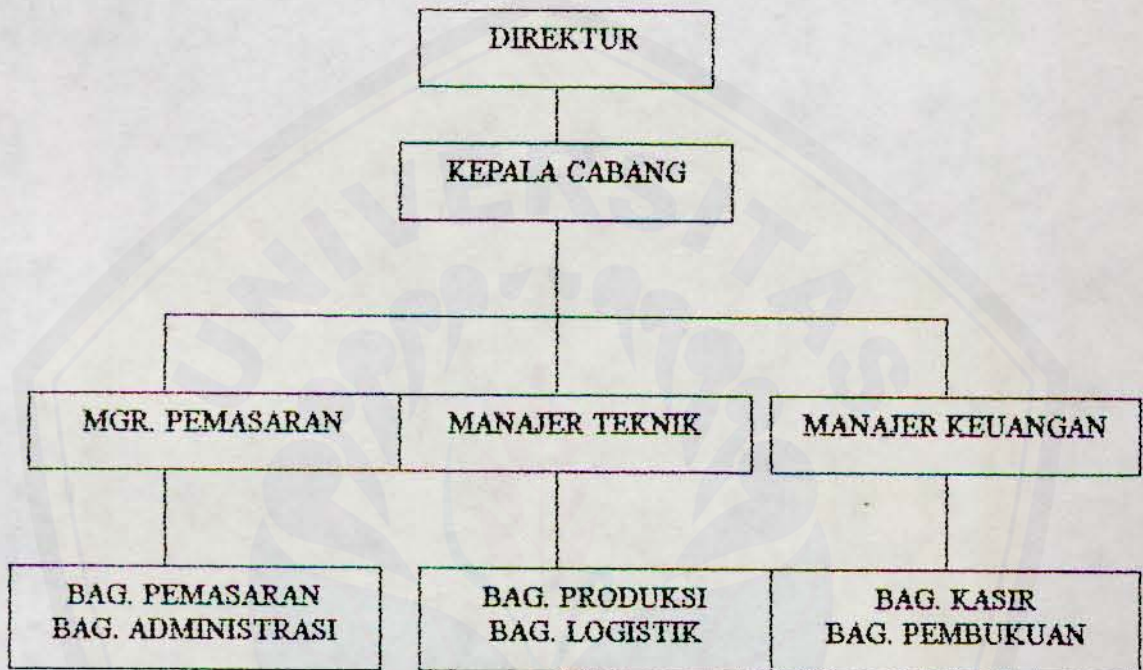 DIREKTUR
KEPALA CABANG
UNIVERSITAS
MGR. PEMASARAN
MANAJER TEKNIK
MANAJER KEUANGAN
BAG. PEMASARAN
BAG. ADMINISTRASI
BAG. PRODUKSI
BAG. LOGISTIK
BAG. KASIR
BAG. PEMBUKUAN